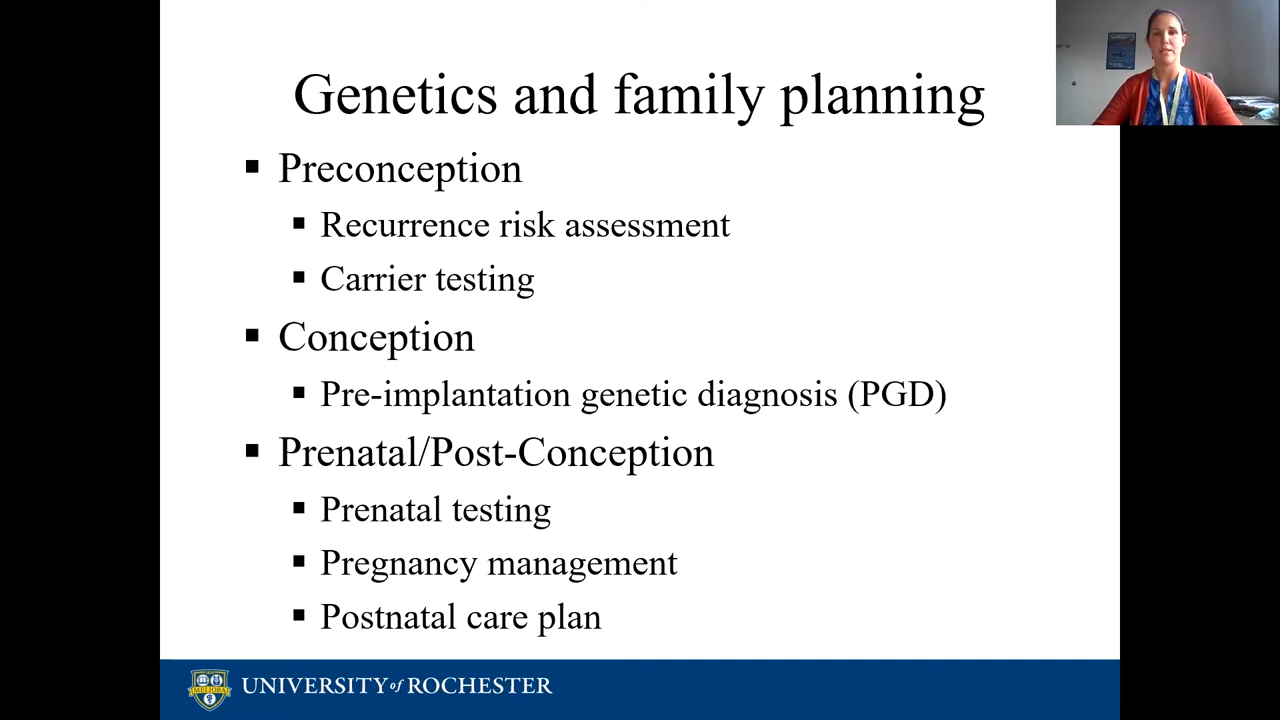 Genetics and family planning
▪ Preconception
▪ Recurrence risk assessment
▪ Carrier testing
▪ Conception
▪ Pre-implantation genetic diagnosis (PGD)
▪ Prenatal/Post-Conception
▪ Prenatal testing
▪ Pregnancy management
▪ Postnatal care plan
MELIORA
UNIVERSITY of ROCHESTER